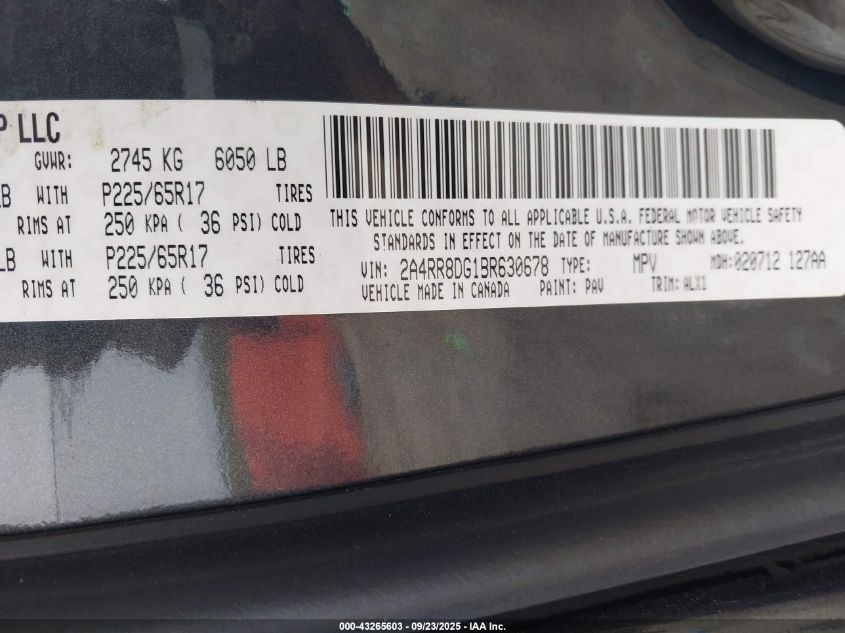 P LLC
GVWR: 2745 KG 6050 LB
LB WITH P225/65R17 TIRES
RIMS AT 250 KPA ( 36 PSI) COLD
LB WITH P225/65R17 TIRES
RIMS AT 250 KPA ( 36 PSI) COLD
THIS VEHICLE CONFORMS TO ALL APPLICABLE U.S.A. FEDERAL MOTOR VEHICLE SAFETY
STANDARDS IN EFFECT ON THE DATE OF MANUFACTURE SHOWN ABOVE.
VIN: 2A4RR8DG1BR630678 TYPE: MPV MDH:020712 127AA
VEHICLE MADE IN CANADA PAINT: PAV TRIM: ALX1
000-43265603 - 09/23/2025 - IAA Inc.